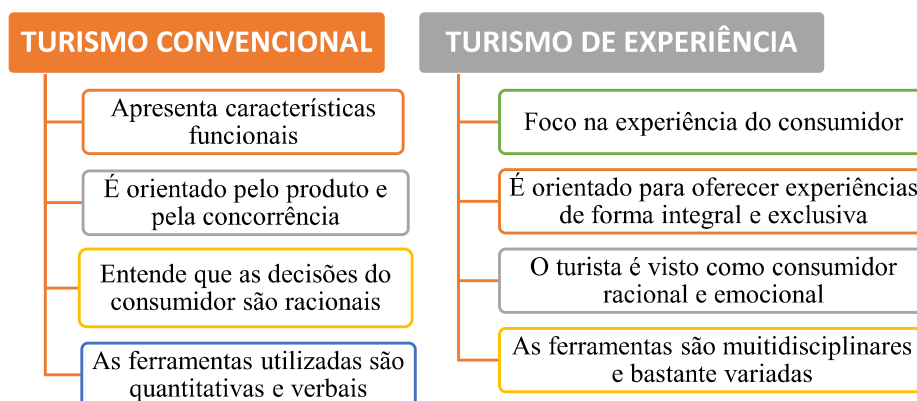 TURISMO CONVENCIONAL
Apresenta características
funcionais
É orientado pelo produto e
pela concorrência
Entende que as decisões do
consumidor são racionais
As ferramentas utilizadas são
quantitativas e verbais
TURISMO DE EXPERIÊNCIA
Foco na experiência do consumidor
É orientado para oferecer experiências
de forma integral e exclusiva
O turista é visto como consumidor
racional e emocional
As ferramentas são muitidisciplinares
e bastante variadas